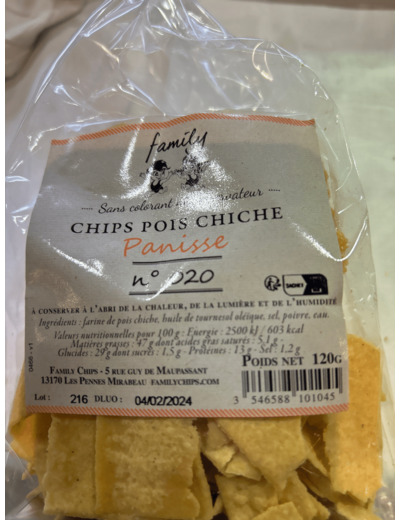 family
Sans colorant
CHIPS POIS CHICHE
Panisse
n° 020
SACHET
À CONSERVER À L'ABRI DE LA CHALEUR, DE LA LUMIÈRE ET DE L'HUMIDITÉ
Ingrédients : farine de pois chiche, huile de tournesol oléïque, sel, poivre, eau.
Valeurs nutritionnelles pour 100 g : Energie : 2500 kJ / 603 kcal
Matières grasses : 47 g dont acides gras saturés : 5,1 g -
Glucides : 29 g dont sucres : 1,5 g - Protéines : 13 g - Sel : 1,2 g
POIDS NET 120G
FAMILY CHIPS - 5 RUE GUY DE MAUPASSANT
13170 LES PENNES MIRABEAU FAMILYCHIPS.COM
3 546588 101045
Lot : 216 DLUO : 04/02/2024